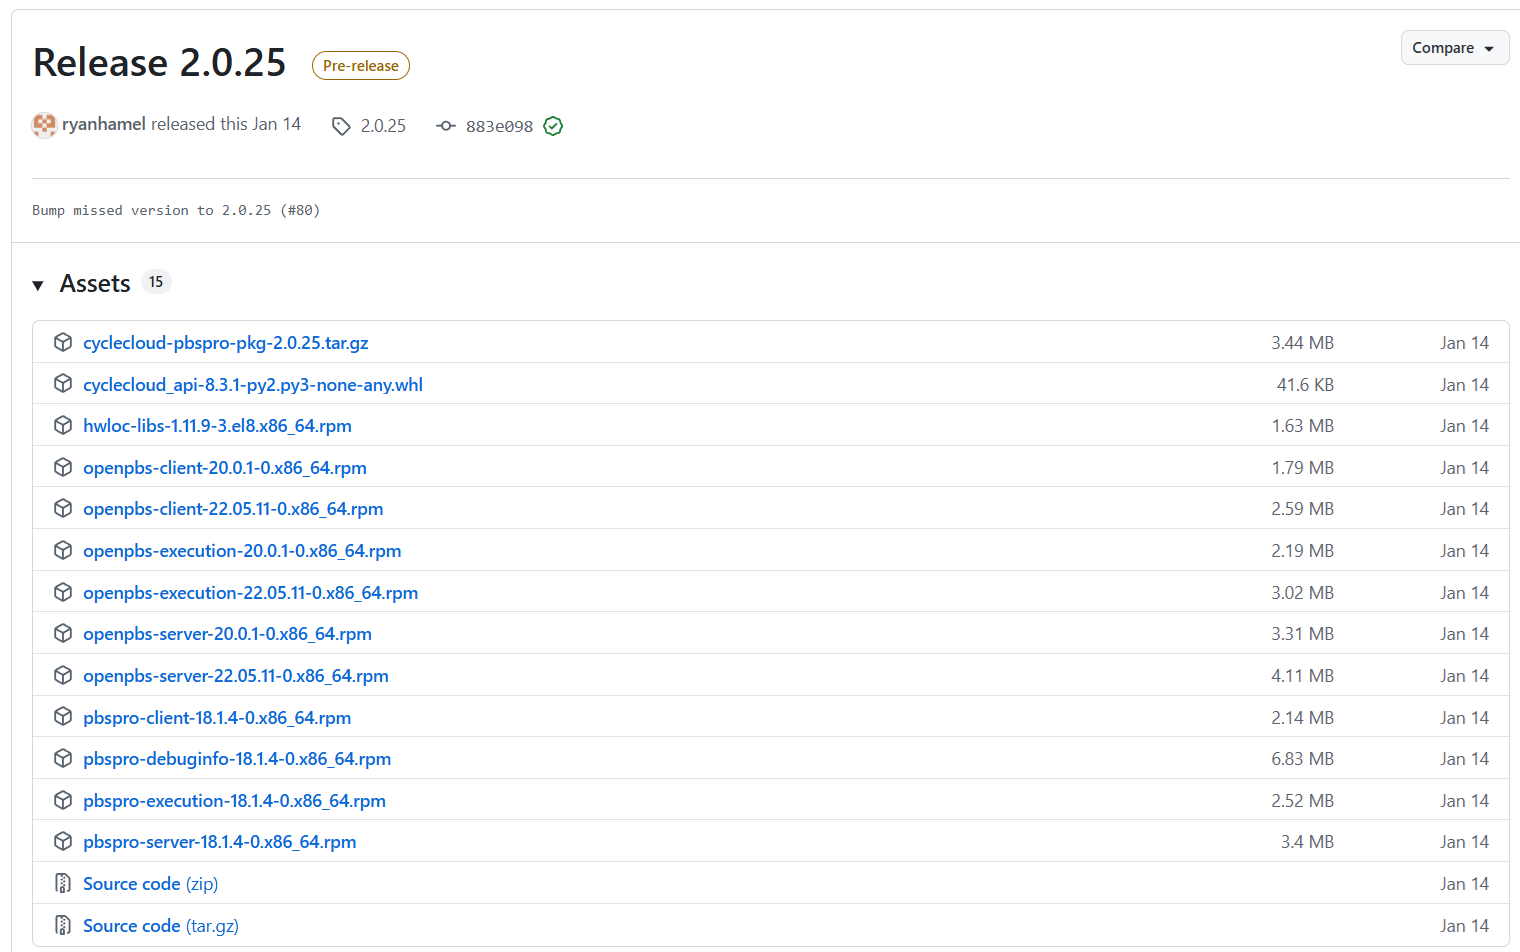 Release 2.0.25 Pre-release Compare
ryanhamel released this Jan 14 2.0.25 883e098
Bump missed version to 2.0.25 (#80)
Assets 15
cyclecloud-pbspro-pkg-2.0.25.tar.gz 3.44 MB Jan 14
cyclecloud_api-8.3.1-py2.py3-none-any.whl 41.6 KB Jan 14
hwloc-libs-1.11.9-3.el8.x86_64.rpm 1.63 MB Jan 14
openpbs-client-20.0.1-0.x86_64.rpm 1.79 MB Jan 14
openpbs-client-22.05.11-0.x86_64.rpm 2.59 MB Jan 14
openpbs-execution-20.0.1-0.x86_64.rpm 2.19 MB Jan 14
openpbs-execution-22.05.11-0.x86_64.rpm 3.02 MB Jan 14
openpbs-server-20.0.1-0.x86_64.rpm 3.31 MB Jan 14
openpbs-server-22.05.11-0.x86_64.rpm 4.11 MB Jan 14
pbspro-client-18.1.4-0.x86_64.rpm 2.14 MB Jan 14
pbspro-debuginfo-18.1.4-0.x86_64.rpm 6.83 MB Jan 14
pbspro-execution-18.1.4-0.x86_64.rpm 2.52 MB Jan 14
pbspro-server-18.1.4-0.x86_64.rpm 3.4 MB Jan 14
Source code (zip) Jan 14
Source code (tar.gz) Jan 14